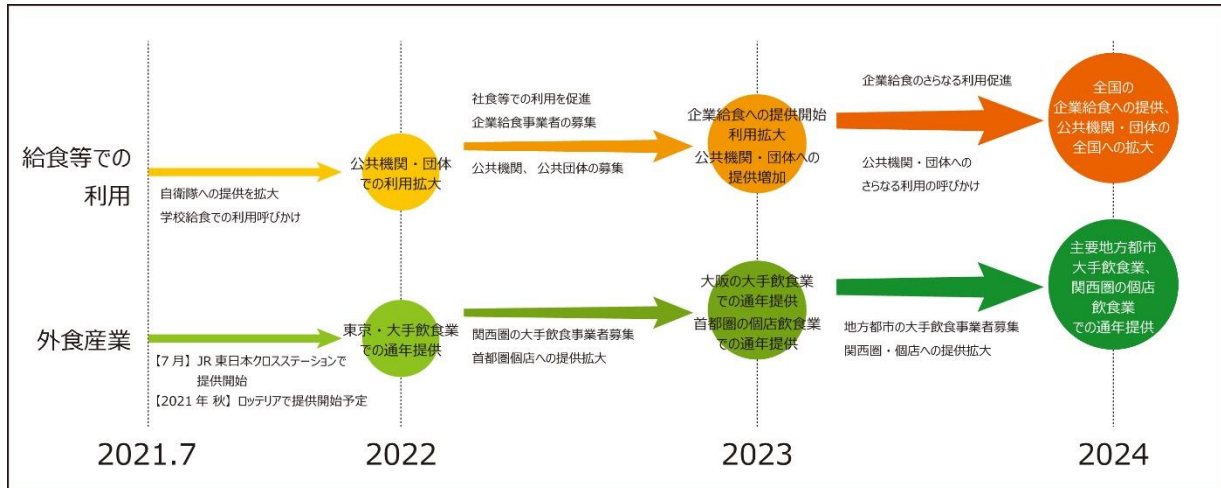 給食等での
利用
自衛隊への提供を拡大
学校給食での利用呼びかけ
公共機関・団体
での利用拡大
社食等での利用を促進
企業給食事業者の募集
公共機関、公共団体の募集
企業給食への提供開始
利用拡大
公共機関・団体への
提供増加
企業給食のさらなる利用促進
公共機関・団体への
さらなる利用の呼びかけ
全国の
企業給食への提供、
公共機関・団体の
全国への拡大
外食産業
【7月】JR東日本クロスステーションで
提供開始
【2021年 秋】ロッテリアで提供開始予定
東京・大手飲食業
での通年提供
関西圏の大手飲食事業者募集
首都圏個店への提供拡大
大阪の大手飲食業
での通年提供
首都圏の個店飲食業
での通年提供
地方都市の大手飲食事業者募集
関西圏・個店への提供拡大
主要地方都市
大手飲食業、
関西圏の個店
飲食業
での通年提供
2021.7
2022
2023
2024